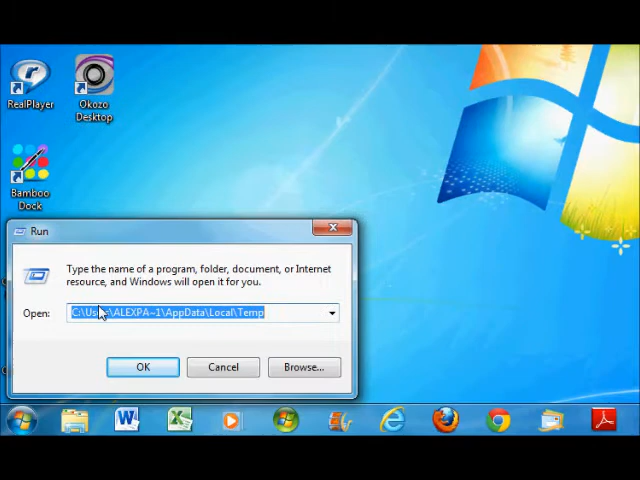 RealPlayer
Okozo
Desktop
Bamboo
Dock
Run
Type the name of a program, folder, document, or Internet
resource, and Windows will open it for you.
Open:
C:\Users\ALEXPA~1\AppData\Local\Temp
OK
Cancel
Browse...